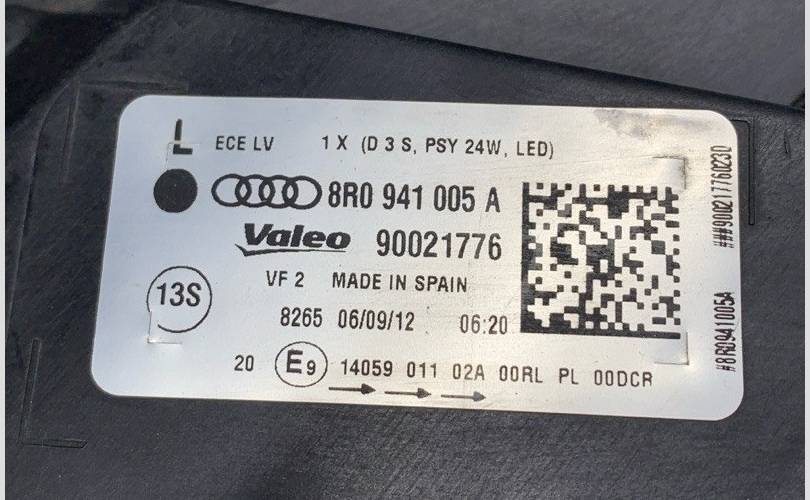 L ECE LV 1 X (D 3 S, PSY 24W, LED)
8R0 941 005 A
Valeo 90021776
VF 2 MADE IN SPAIN
13S
8265 06/09/12 06:20
20 E9 14059 011 02A 00RL PL 00DCR
#8R0941005A ###900217760230